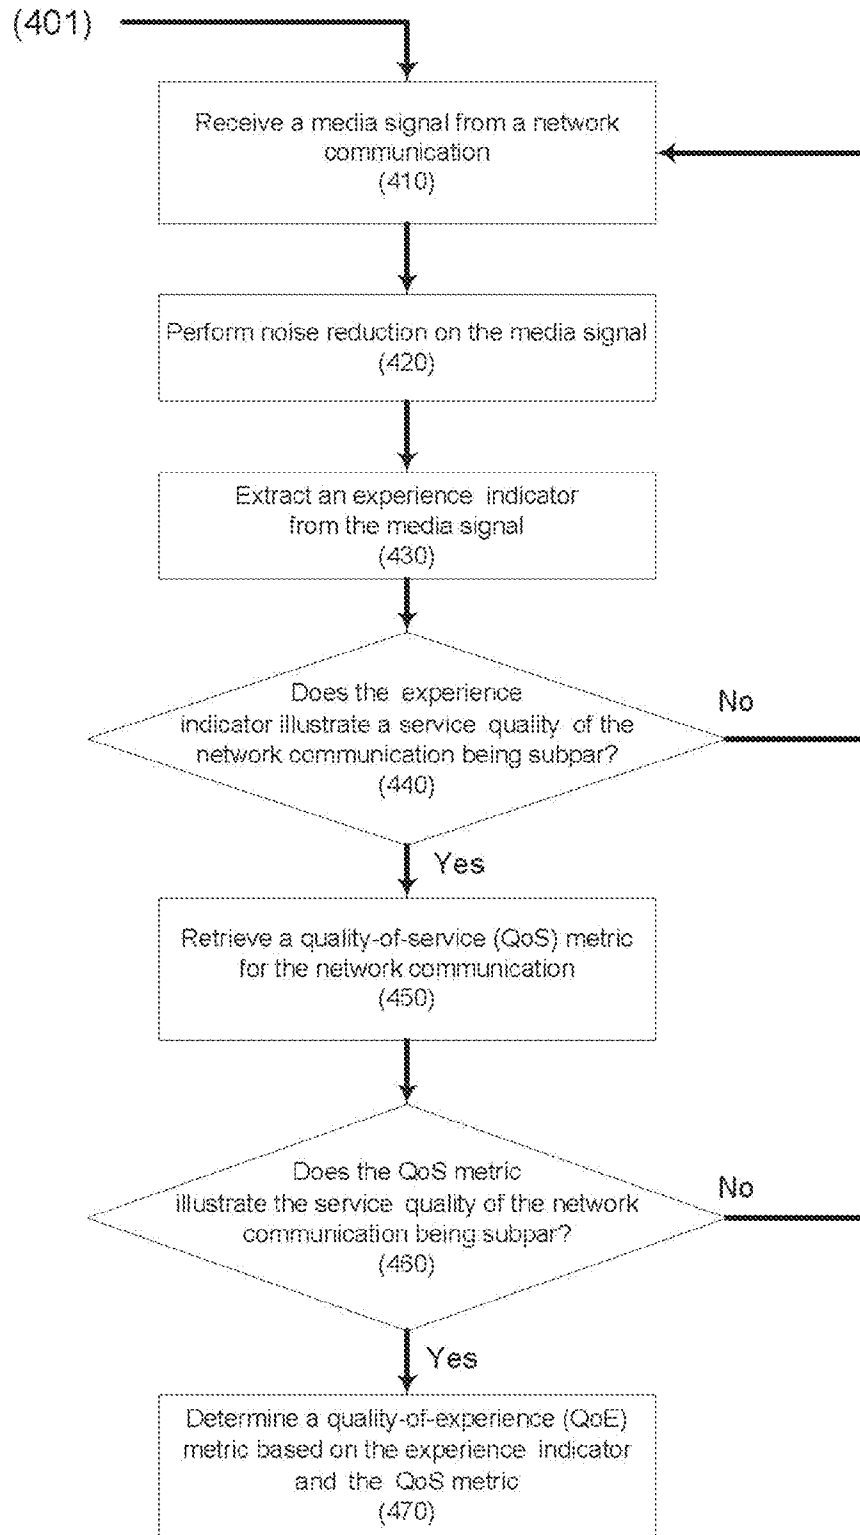 (401)
Receive a media signal from a network
communication
(410)
Perform noise reduction on the media signal
(420)
Extract an experience indicator
from the media signal
(430)
Does the experience
indicator illustrate a service quality of the
network communication being subpar?
(440)
No
Yes
Retrieve a quality-of-service (QoS) metric
for the network communication
(450)
Does the QoS metric
illustrate the service quality of the network
communication being subpar?
(460)
No
Yes
Determine a quality-of-experience (QoE)
metric based on the experience indicator
and the QoS metric
(470)